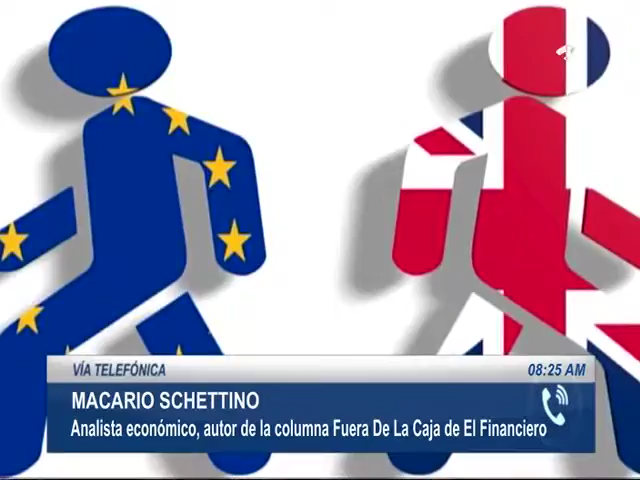 VÍA TELEFÓNICA
08:25 AM
MACARIO SCHETTINO
Analista económico, autor de la columna Fuera De La Caja de El Financiero